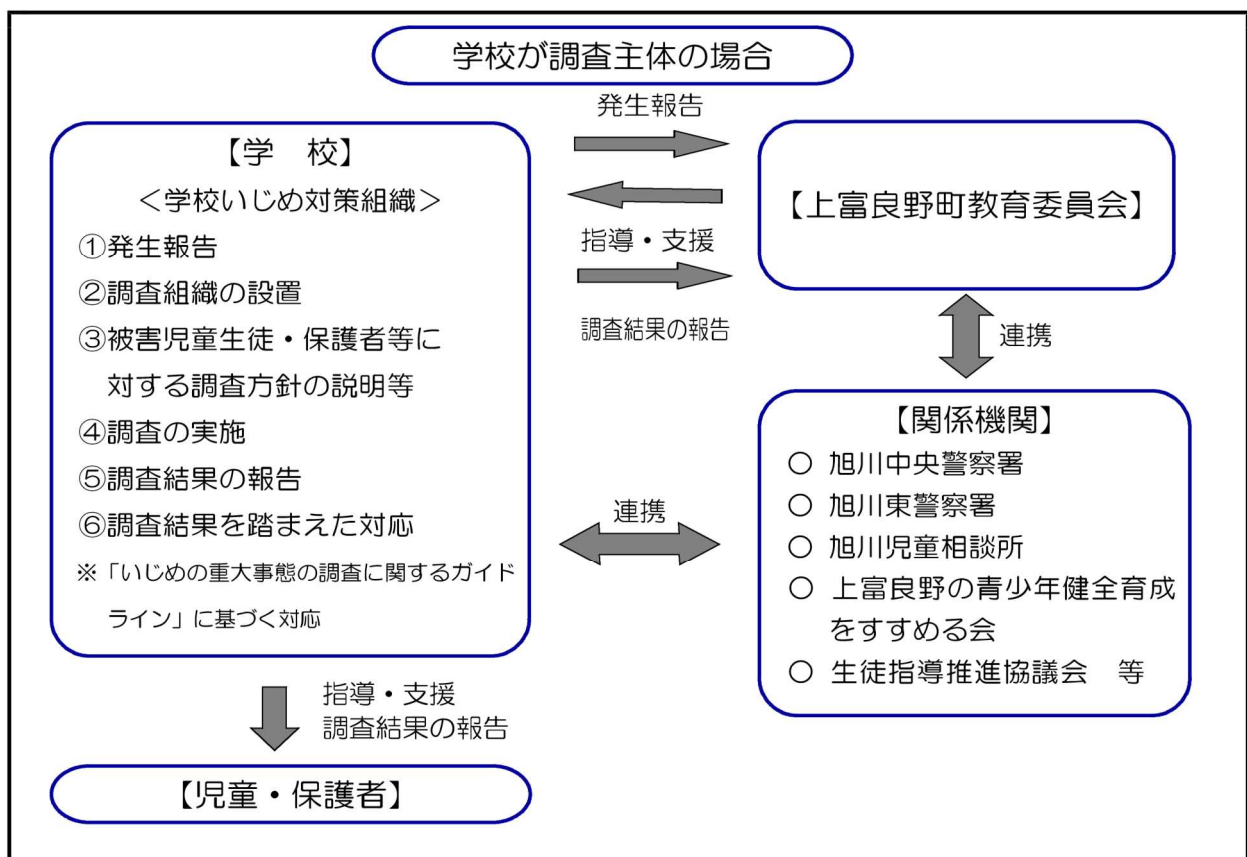 学校が調査主体の場合
【学　校】
＜学校いじめ対策組織＞
①発生報告
②調査組織の設置
③被害児童生徒・保護者等に
対する調査方針の説明等
④調査の実施
⑤調査結果の報告
⑥調査結果を踏まえた対応
※「いじめの重大事態の調査に関するガイド
ライン」に基づく対応
発生報告
指導・支援
調査結果の報告
【上富良野町教育委員会】
連携
【関係機関】
○ 旭川中央警察署
○ 旭川東警察署
○ 旭川児童相談所
○ 上富良野の青少年健全育成
をすすめる会
○ 生徒指導推進協議会　等
連携
指導・支援
調査結果の報告
【児童・保護者】